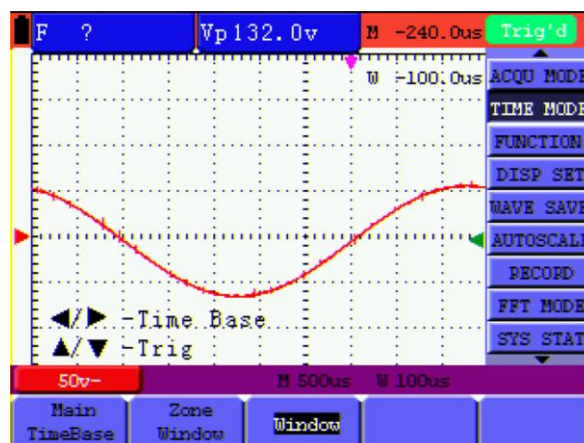 F ?
Vp132.0v
M -240.0us
Trig'd
W -100.0us
ACQU MODE
TIME MODE
FUNCTION
DISP SET
WAVE SAVE
AUTOSCALE
RECORD
FFT MODE
SYS STAT
◀/▶ -Time Base
▲/▼ -Trig
50v~
M 500us W 100us
Main
TimeBase
Zone
Window
Window